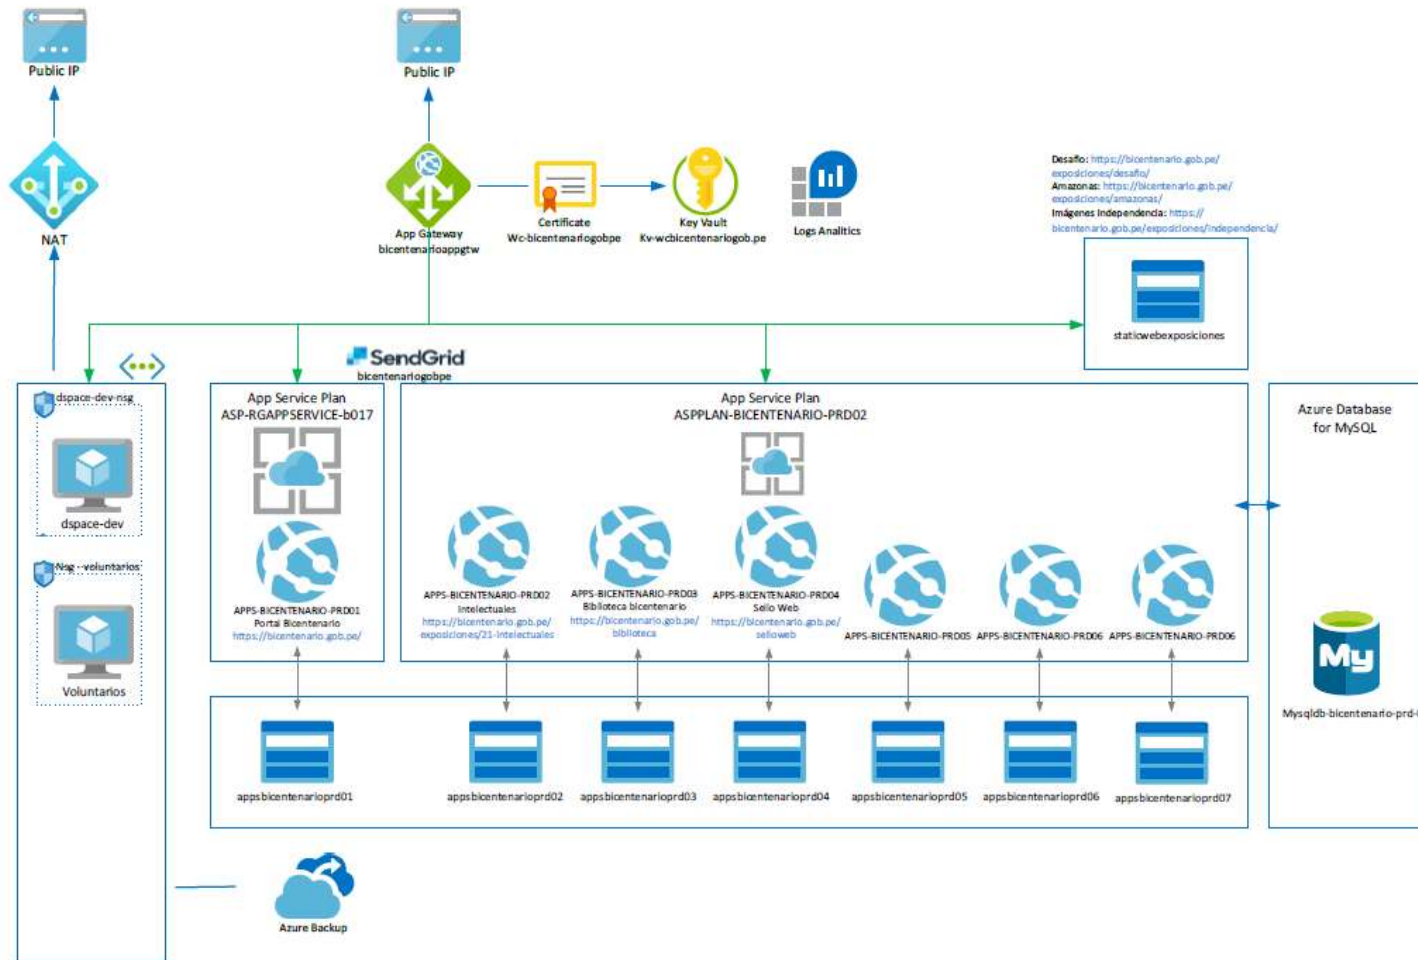 Public IP
Public IP
NAT
App Gateway
bicentenarioappgtw
Certificate
Wc-bicentenariogobpe
Key Vault
Kv-wcbicentenariogob.pe
Logs Analitics
Desafío: https://bicentenario.gob.pe/
exposiciones/desafio/
Amazonas: https://bicentenario.gob.pe/
exposiciones/amazonas/
Imágenes Independencia: https://
bicentenario.gob.pe/exposiciones/independencia/
staticwebexposiciones
SendGrid
bicentenariogobpe
dspace-dev-nsg
dspace-dev
Nsg--voluntarios
Voluntarios
App Service Plan
ASP-RGAPPSERVICE-b017
APPS-BICENTENARIO-PRD01
Portal Bicentenario
https://bicentenario.gob.pe/
App Service Plan
ASPPLAN-BICENTENARIO-PRD02
APPS-BICENTENARIO-PRD02
Intelectuales
https://bicentenario.gob.pe/
exposiciones/21-intelectuales
APPS-BICENTENARIO-PRD03
Biblioteca bicentenario
https://bicentenario.gob.pe/
biblioteca
APPS-BICENTENARIO-PRD04
Sello Web
https://bicentenario.gob.pe/
selloweb
APPS-BICENTENARIO-PRD05
APPS-BICENTENARIO-PRD06
APPS-BICENTENARIO-PRD06
Azure Database
for MySQL
My
appsbicentenarioprd01
appsbicentenarioprd02
appsbicentenarioprd03
appsbicentenarioprd04
appsbicentenarioprd05
appsbicentenarioprd06
appsbicentenarioprd07
Azure Backup